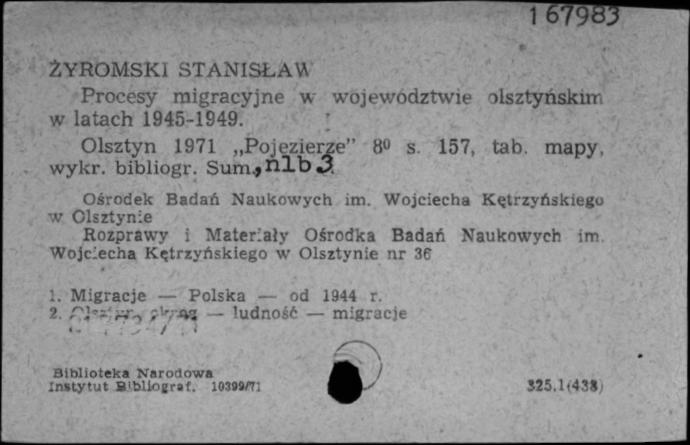 167983
ŻYROMSKI STANISŁAW
Procesy migracyjne w województwie olsztyńskim
w latach 1945-1949.
Olsztyn 1971 „Pojezierze” 8⁰ s. 157, tab. mapy,
wykr. bibliogr. Sum., nlb 3.
Ośrodek Badań Naukowych im. Wojciecha Kętrzyńskiego
w Olsztynie
Rozprawy i Materiały Ośrodka Badań Naukowych im.
Wojciecha Kętrzyńskiego w Olsztynie nr 36
1. Migracje — Polska — od 1944 r.
2. — ludność — migracje
Biblioteka Narodowa
Instytut Bibliograf. 10399/71
325.1(438)